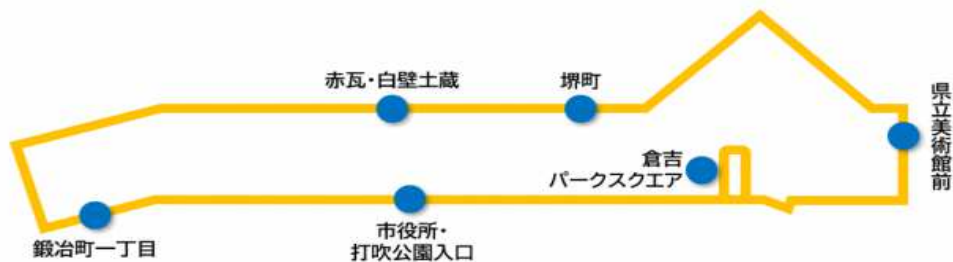 赤瓦・白壁土蔵
堺町
県立美術館前
倉吉
パークスクエア
鍛冶町一丁目
市役所・
打吹公園入口